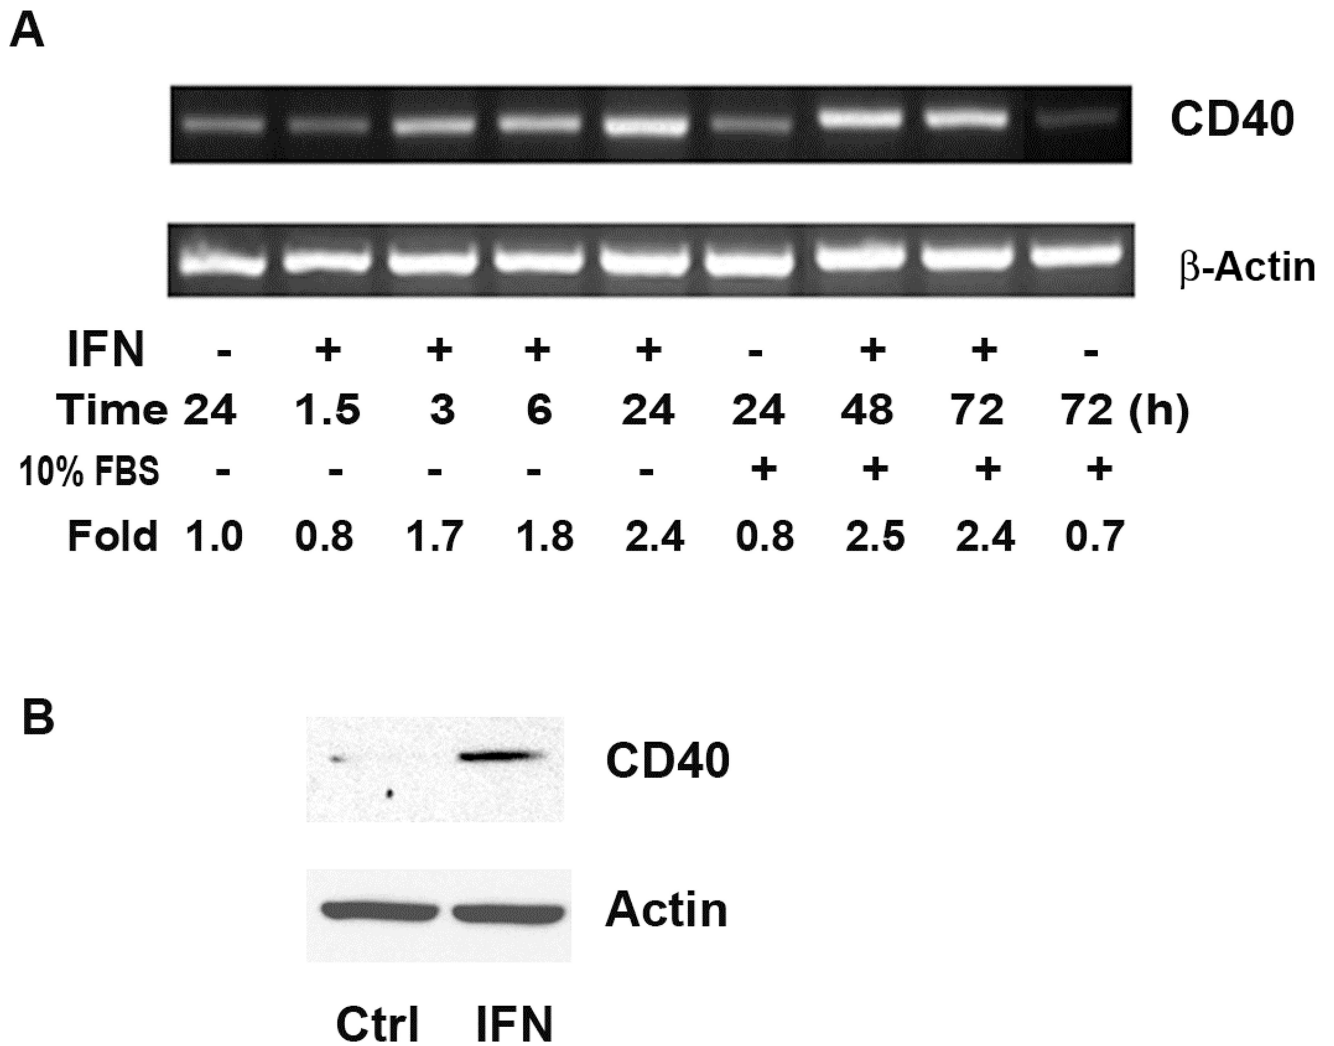 A
CD40
β-Actin
IFN - + + + + - + + -
Time 24 1.5 3 6 24 24 48 72 72 (h)
10% FBS - - - - - + + + +
Fold 1.0 0.8 1.7 1.8 2.4 0.8 2.5 2.4 0.7
B
CD40
Actin
Ctrl IFN